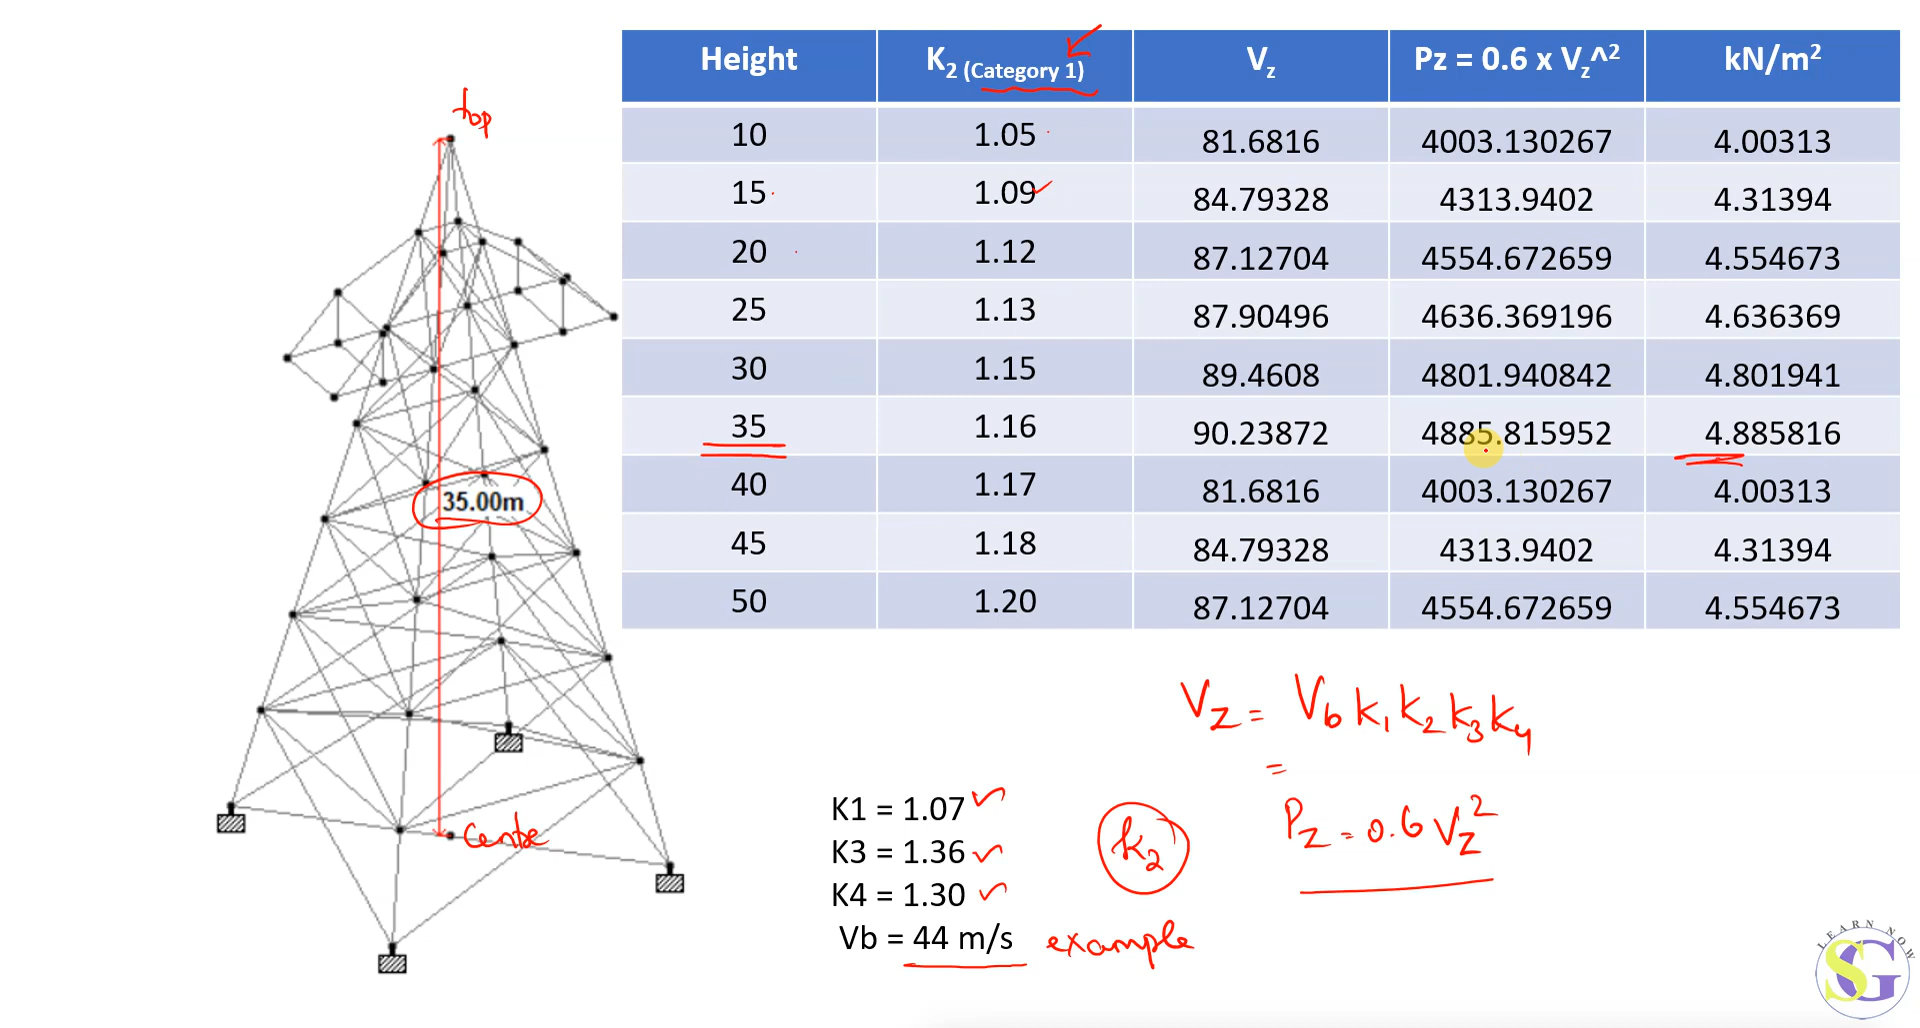 Height K₂ (Category 1) V_z Pz = 0.6 x V_z^² kN/m²
10 1.05 81.6816 4003.130267 4.00313
15 1.09 84.79328 4313.9402 4.31394
20 1.12 87.12704 4554.672659 4.554673
25 1.13 87.90496 4636.369196 4.636369
30 1.15 89.4608 4801.940842 4.801941
35 1.16 90.23872 4885.815952 4.885816
40 1.17 81.6816 4003.130267 4.00313
45 1.18 84.79328 4313.9402 4.31394
50 1.20 87.12704 4554.672659 4.554673
top
35.00m
Centre
V_z = V_b k₁ k₂ k₃ k₄
=
P_z = 0.6 V_z²
K1 = 1.07
K3 = 1.36
K4 = 1.30
Vb = 44 m/s example
k₂
LEARN NOW
SG